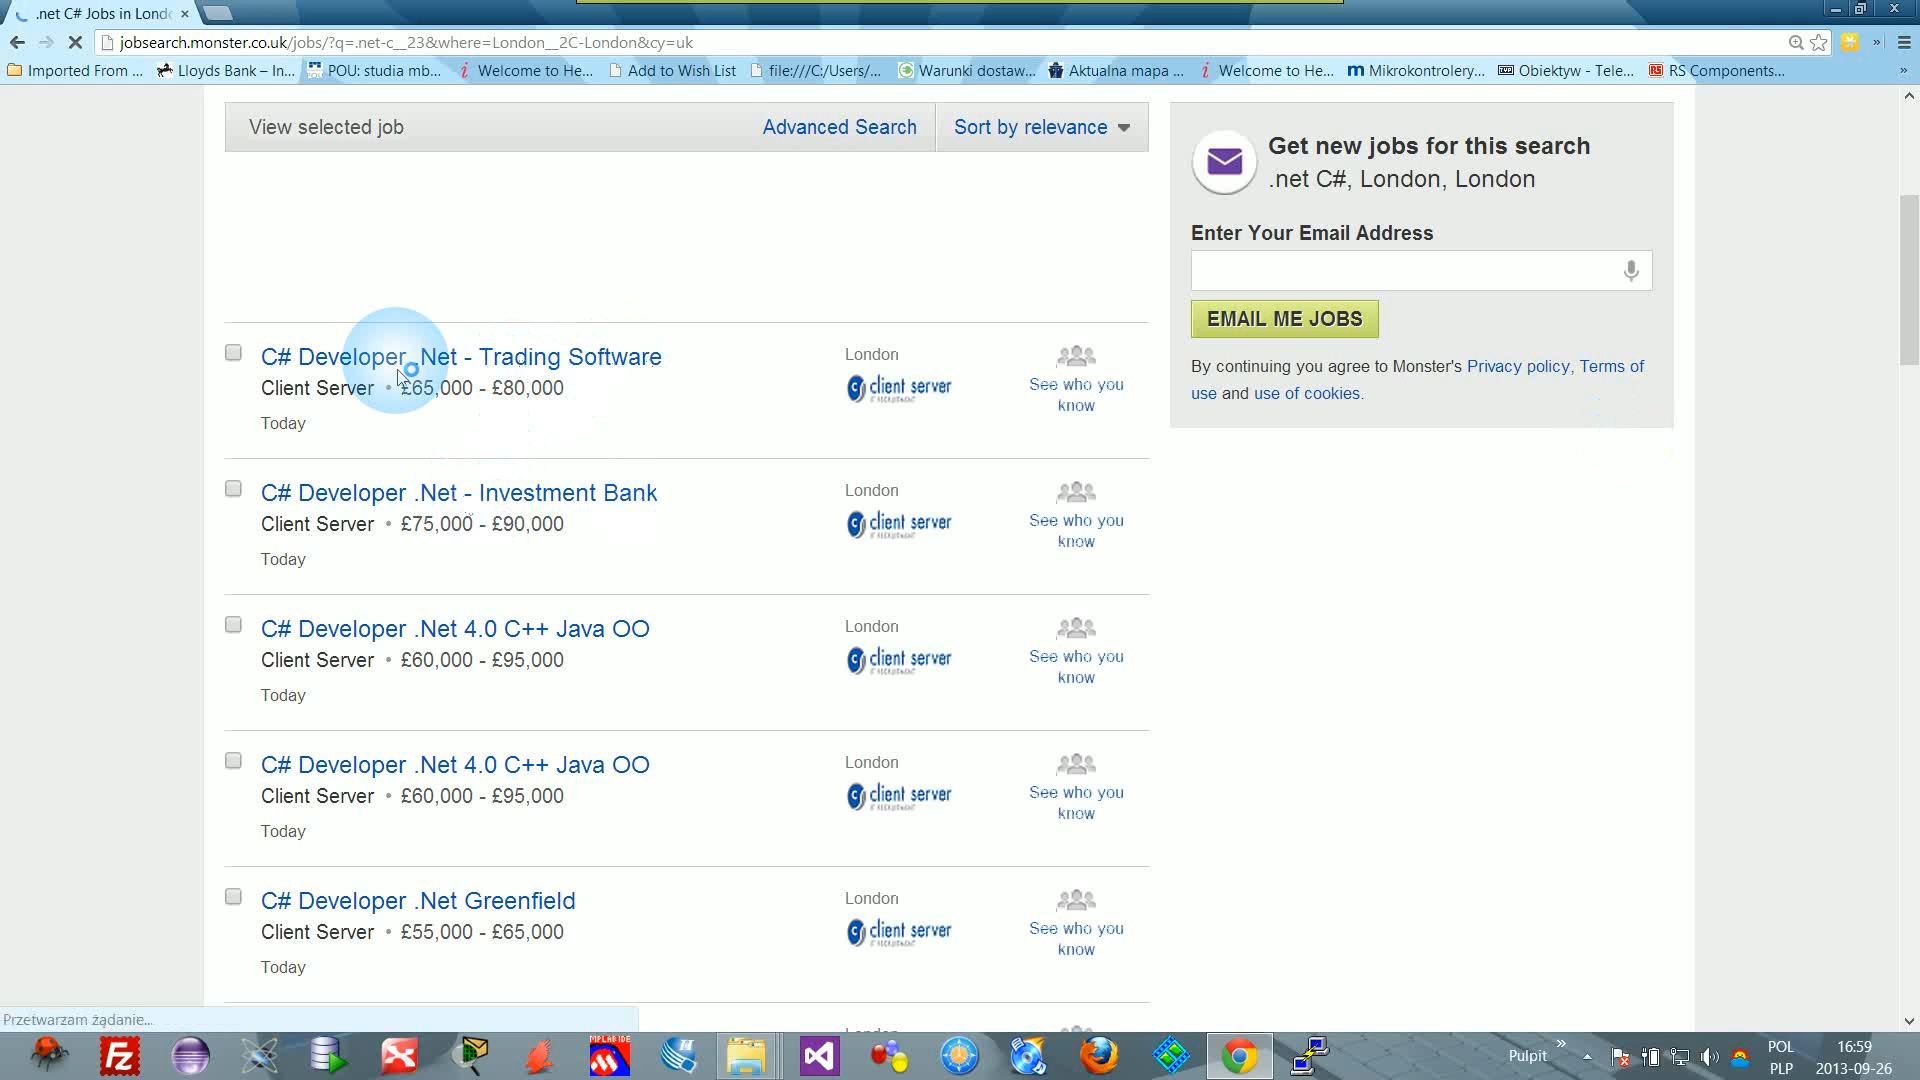 .net C# Jobs in Lond
jobsearch.monster.co.uk/jobs/?q=.net-c__23&where=London__2C-London&cy=uk
Imported From ... Lloyds Bank – In... POU: studia mb... Welcome to He... Add to Wish List file:///C:/Users/... Warunki dostaw... Aktualna mapa ... Welcome to He... Mikrokontrolery... Obiektyw - Tele... RS Components... »
View selected job
Advanced Search
Sort by relevance
Get new jobs for this search
.net C#, London, London
Enter Your Email Address
EMAIL ME JOBS
By continuing you agree to Monster's Privacy policy, Terms of
use and use of cookies.
C# Developer .Net - Trading Software
Client Server • £65,000 - £80,000
Today
London
client server
See who you
know
C# Developer .Net - Investment Bank
Client Server • £75,000 - £90,000
Today
London
client server
See who you
know
C# Developer .Net 4.0 C++ Java OO
Client Server • £60,000 - £95,000
Today
London
client server
See who you
know
C# Developer .Net 4.0 C++ Java OO
Client Server • £60,000 - £95,000
Today
London
client server
See who you
know
C# Developer .Net Greenfield
Client Server • £55,000 - £65,000
Today
London
client server
See who you
know
London
Przetwarzam żądanie...
FZ
MPLAB IDE
Pulpit »
POL
PLP
16:59
2013-09-26